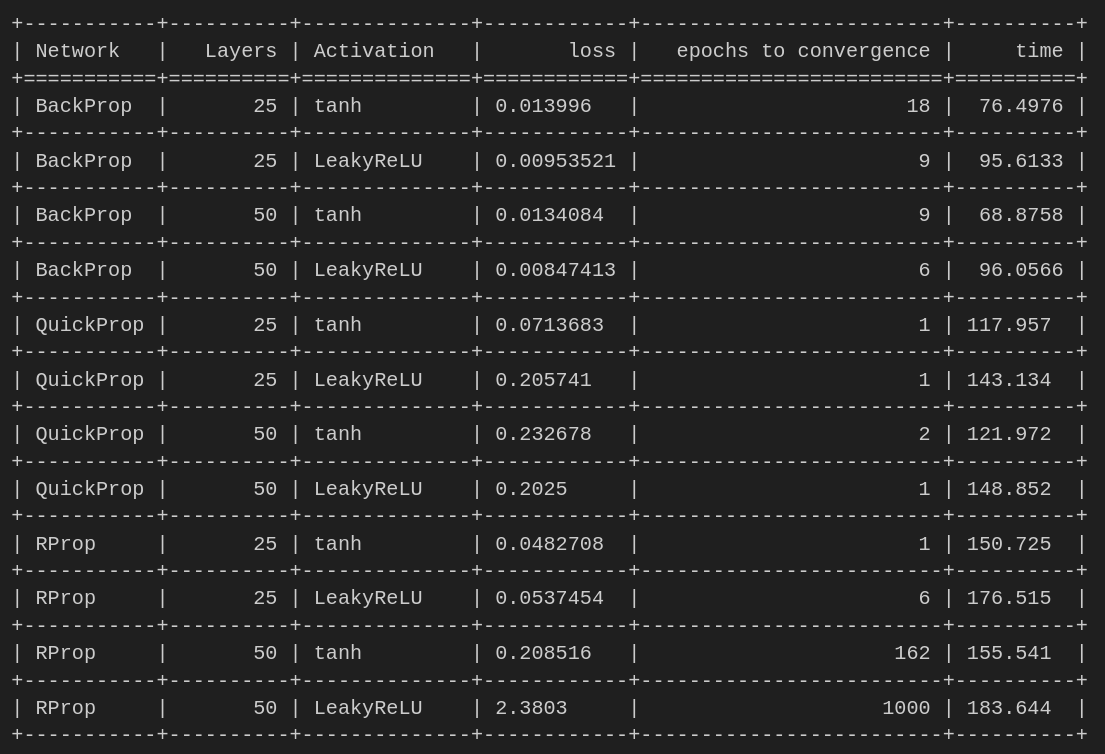 +-----------+----------+--------------+------------+-------------------------+----------+
| Network   |   Layers | Activation   |       loss |   epochs to convergence |     time |
+===========+==========+==============+============+=========================+==========+
| BackProp  |       25 | tanh         | 0.013996   |                      18 |  76.4976 |
+-----------+----------+--------------+------------+-------------------------+----------+
| BackProp  |       25 | LeakyReLU    | 0.00953521 |                       9 |  95.6133 |
+-----------+----------+--------------+------------+-------------------------+----------+
| BackProp  |       50 | tanh         | 0.0134084  |                       9 |  68.8758 |
+-----------+----------+--------------+------------+-------------------------+----------+
| BackProp  |       50 | LeakyReLU    | 0.00847413 |                       6 |  96.0566 |
+-----------+----------+--------------+------------+-------------------------+----------+
| QuickProp |       25 | tanh         | 0.0713683  |                       1 | 117.957  |
+-----------+----------+--------------+------------+-------------------------+----------+
| QuickProp |       25 | LeakyReLU    | 0.205741   |                       1 | 143.134  |
+-----------+----------+--------------+------------+-------------------------+----------+
| QuickProp |       50 | tanh         | 0.232678   |                       2 | 121.972  |
+-----------+----------+--------------+------------+-------------------------+----------+
| QuickProp |       50 | LeakyReLU    | 0.2025     |                       1 | 148.852  |
+-----------+----------+--------------+------------+-------------------------+----------+
| RProp     |       25 | tanh         | 0.0482708  |                       1 | 150.725  |
+-----------+----------+--------------+------------+-------------------------+----------+
| RProp     |       25 | LeakyReLU    | 0.0537454  |                       6 | 176.515  |
+-----------+----------+--------------+------------+-------------------------+----------+
| RProp     |       50 | tanh         | 0.208516   |                     162 | 155.541  |
+-----------+----------+--------------+------------+-------------------------+----------+
| RProp     |       50 | LeakyReLU    | 2.3803     |                    1000 | 183.644  |
+-----------+----------+--------------+------------+-------------------------+----------+